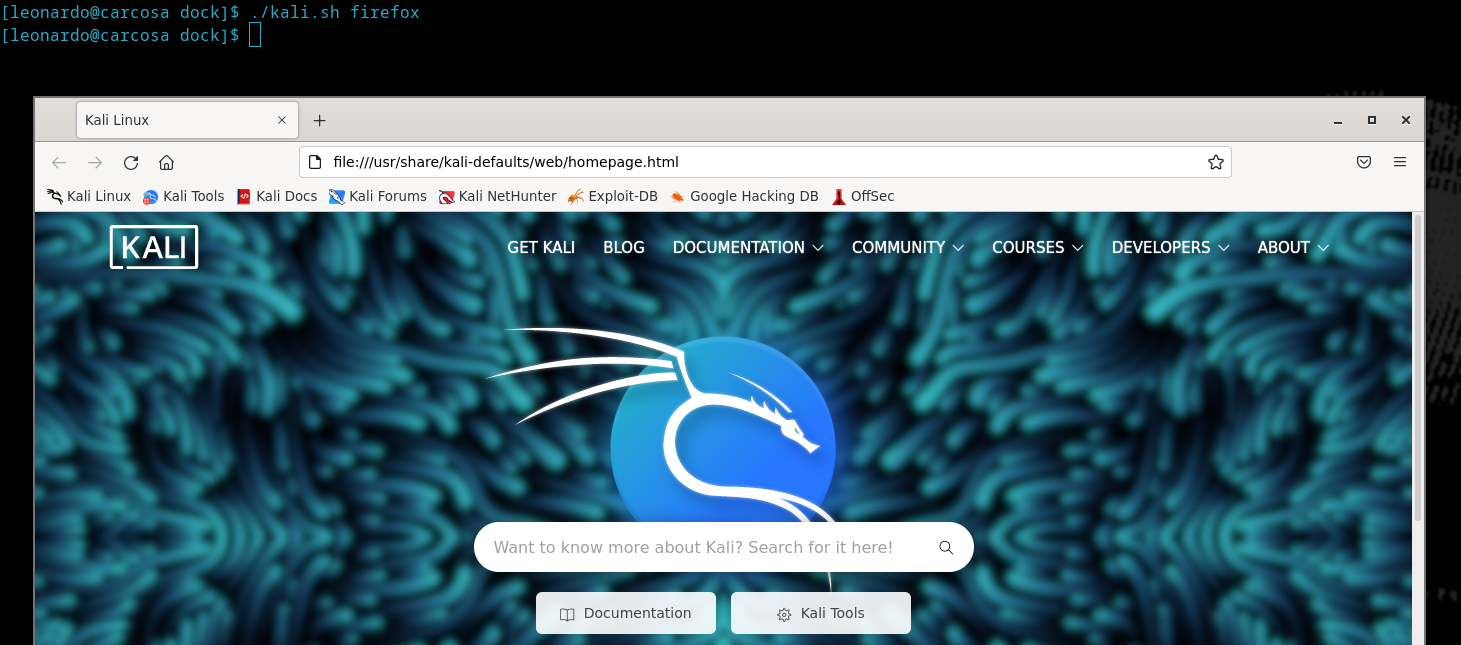 [leonardo@carcosa dock]$ ./kali.sh firefox
[leonardo@carcosa dock]$
Kali Linux
file:///usr/share/kali-defaults/web/homepage.html
Kali Linux Kali Tools Kali Docs Kali Forums Kali NetHunter Exploit-DB Google Hacking DB OffSec
KALI GET KALI BLOG DOCUMENTATION COMMUNITY COURSES DEVELOPERS ABOUT
Want to know more about Kali? Search for it here!
Documentation Kali Tools